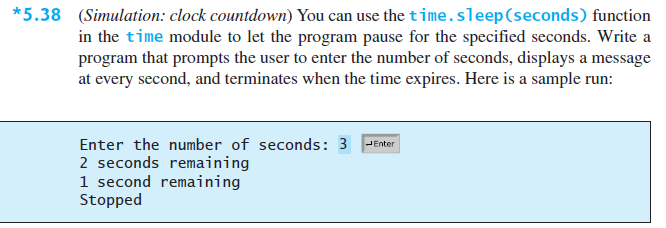 *5.38 (Simulation: clock countdown) You can use the time.sleep(seconds) function
in the time module to let the program pause for the specified seconds. Write a
program that prompts the user to enter the number of seconds, displays a message
at every second, and terminates when the time expires. Here is a sample run:
Enter the number of seconds: 3 ↵Enter
2 seconds remaining
1 second remaining
Stopped